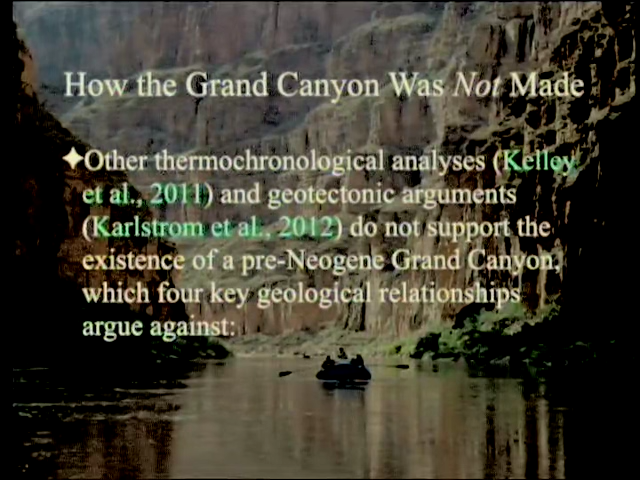 How the Grand Canyon Was Not Made
Other thermochronological analyses (Kelley
et al., 2011) and geotectonic arguments
(Karlstrom et al., 2012) do not support the
existence of a pre-Neogene Grand Canyon,
which four key geological relationships
argue against: